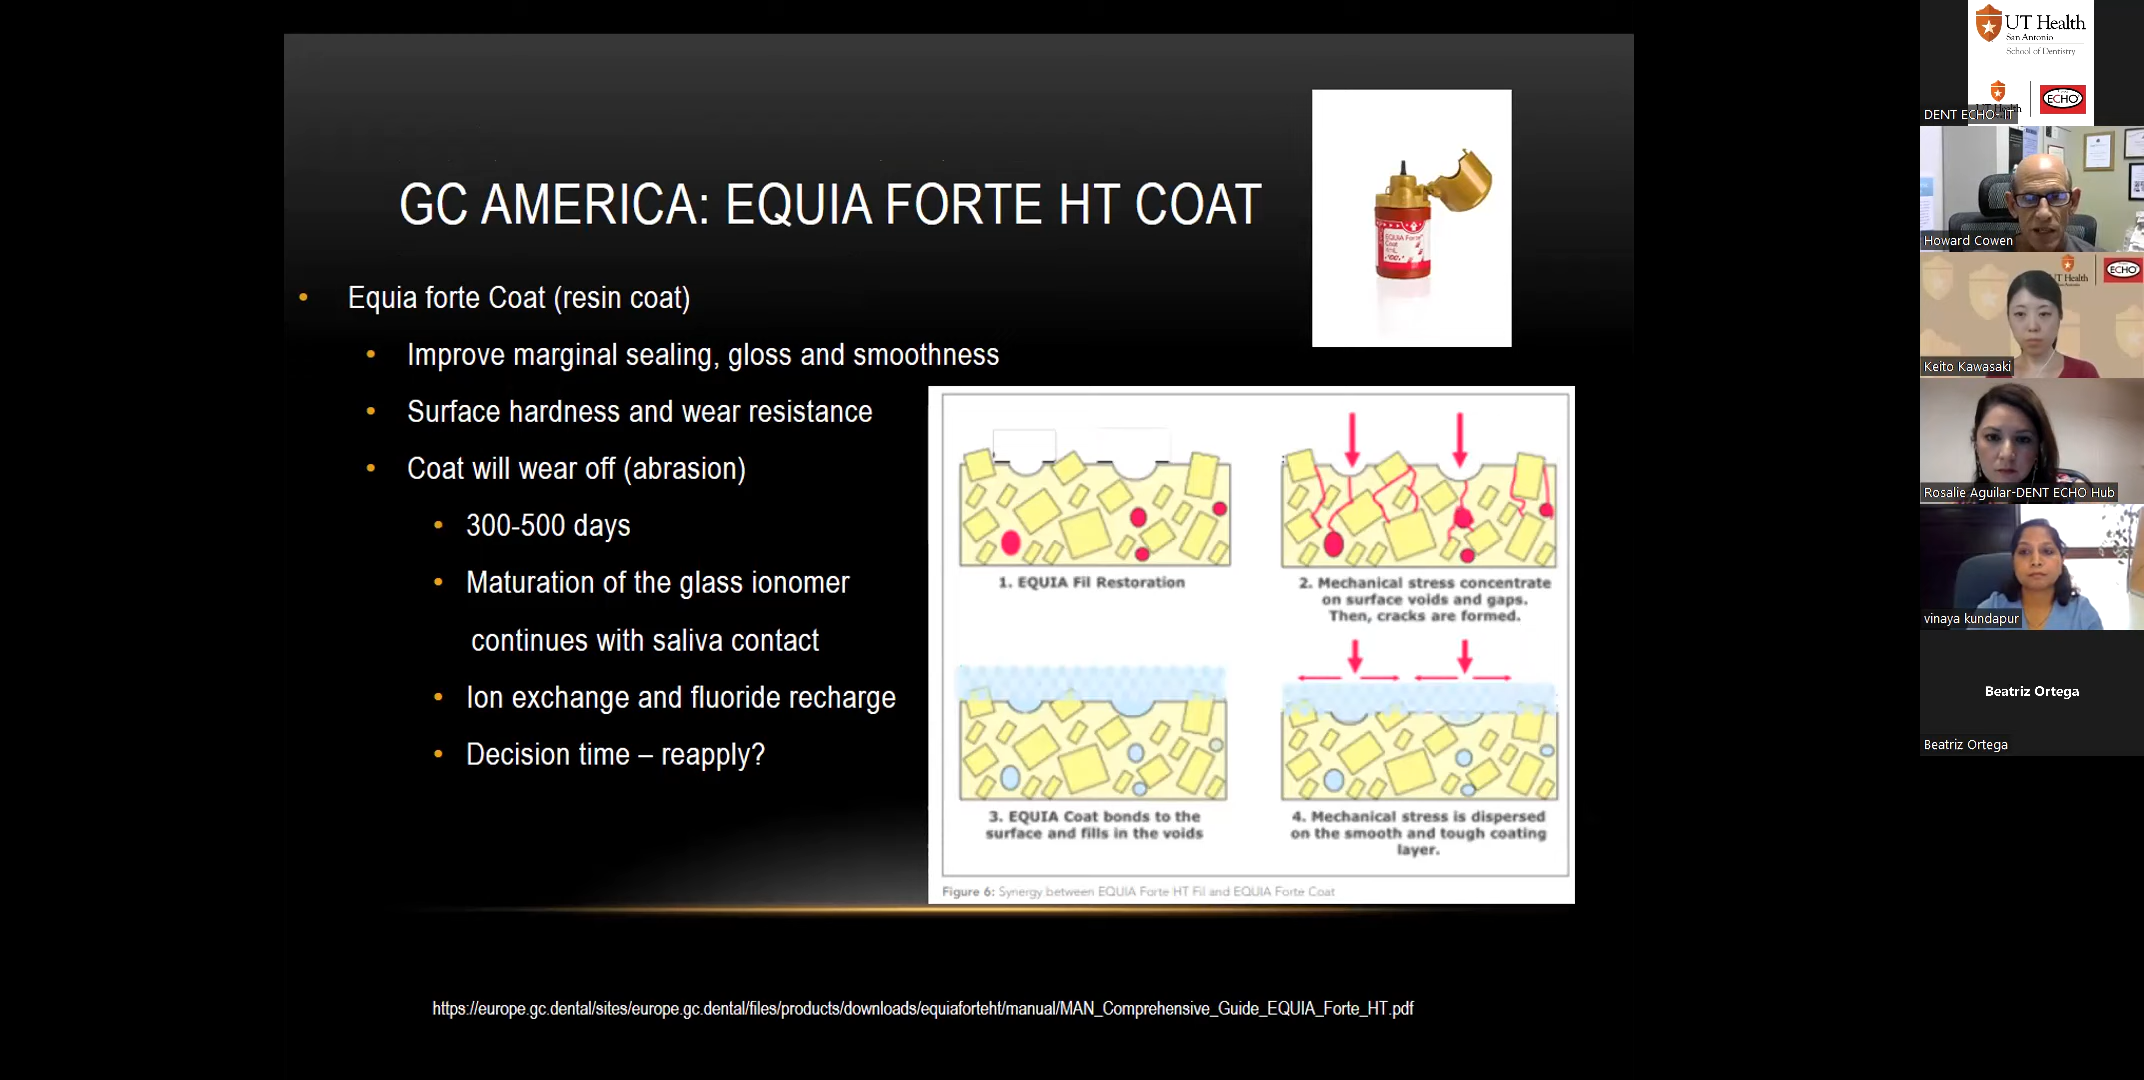 GC AMERICA: EQUIA FORTE HT COAT
• Equia forte Coat (resin coat)
• Improve marginal sealing, gloss and smoothness
• Surface hardness and wear resistance
• Coat will wear off (abrasion)
• 300-500 days
• Maturation of the glass ionomer
continues with saliva contact
• Ion exchange and fluoride recharge
• Decision time – reapply?
EQUIA Forte
Coat
1. EQUIA Fil Restoration
2. Mechanical stress concentrate
on surface voids and gaps.
Then, cracks are formed.
3. EQUIA Coat bonds to the
surface and fills in the voids
4. Mechanical stress is dispersed
on the smooth and tough coating
layer.
Figure 6: Synergy between EQUIA Forte HT Fil and EQUIA Forte Coat
https://europe.gc.dental/sites/europe.gc.dental/files/products/downloads/equiaforteht/manual/MAN_Comprehensive_Guide_EQUIA_Forte_HT.pdf
UT Health
San Antonio
School of Dentistry
ECHO
DENT ECHO- IT
Howard Cowen
UT Health
ECHO
Keito Kawasaki
Rosalie Aguilar-DENT ECHO Hub
vinaya kundapur
Beatriz Ortega
Beatriz Ortega